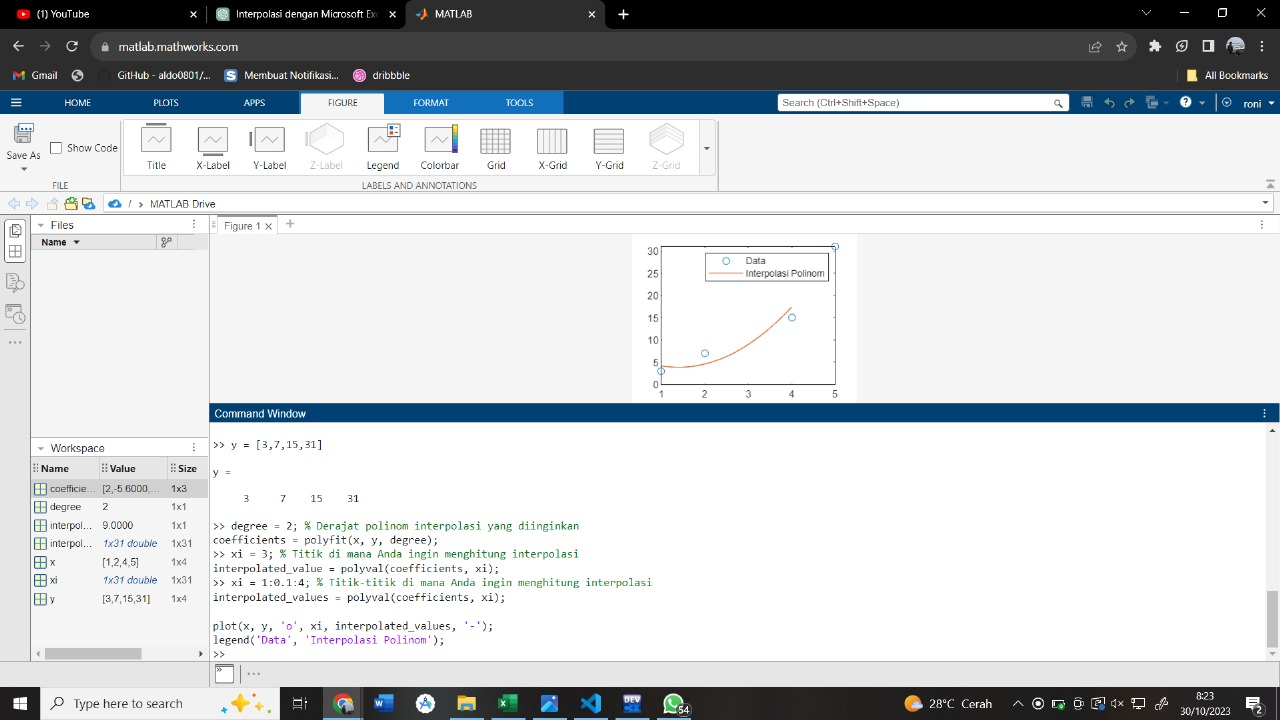 (1) YouTube
Interpolasi dengan Microsoft Ex
MATLAB
matlab.mathworks.com
Gmail
GitHub - aldo0801/...
Membuat Notifikasi...
dribbble
All Bookmarks
HOME
PLOTS
APPS
FIGURE
FORMAT
TOOLS
Search (Ctrl+Shift+Space)
roni
Save As
Show Code
Title
X-Label
Y-Label
Z-Label
Legend
Colorbar
Grid
X-Grid
Y-Grid
Z-Grid
FILE
LABELS AND ANNOTATIONS
/ > MATLAB Drive
Files
Name
Figure 1
30
25
20
15
10
5
0
1 2 3 4 5
Data
Interpolasi Polinom
Command Window
>> y = [3,7,15,31]
y =
3 7 15 31
>> degree = 2; % Derajat polinom interpolasi yang diinginkan
coefficients = polyfit(x, y, degree);
>> xi = 3; % Titik di mana Anda ingin menghitung interpolasi
interpolated_value = polyval(coefficients, xi);
>> xi = 1:0.1:4; % Titik-titik di mana Anda ingin menghitung interpolasi
interpolated_values = polyval(coefficients, xi);
plot(x, y, 'o', xi, interpolated_values, '-');
legend('Data', 'Interpolasi Polinom');
>>
Workspace
Name Value Size
coefficie... [2,-5.6000,... 1x3
degree 2 1x1
interpol... 9.0000 1x1
interpol... 1x31 double 1x31
x [1,2,4,5] 1x4
xi 1x31 double 1x31
y [3,7,15,31] 1x4
Type here to search
DEV
54
28°C Cerah
8:23
30/10/2023
2